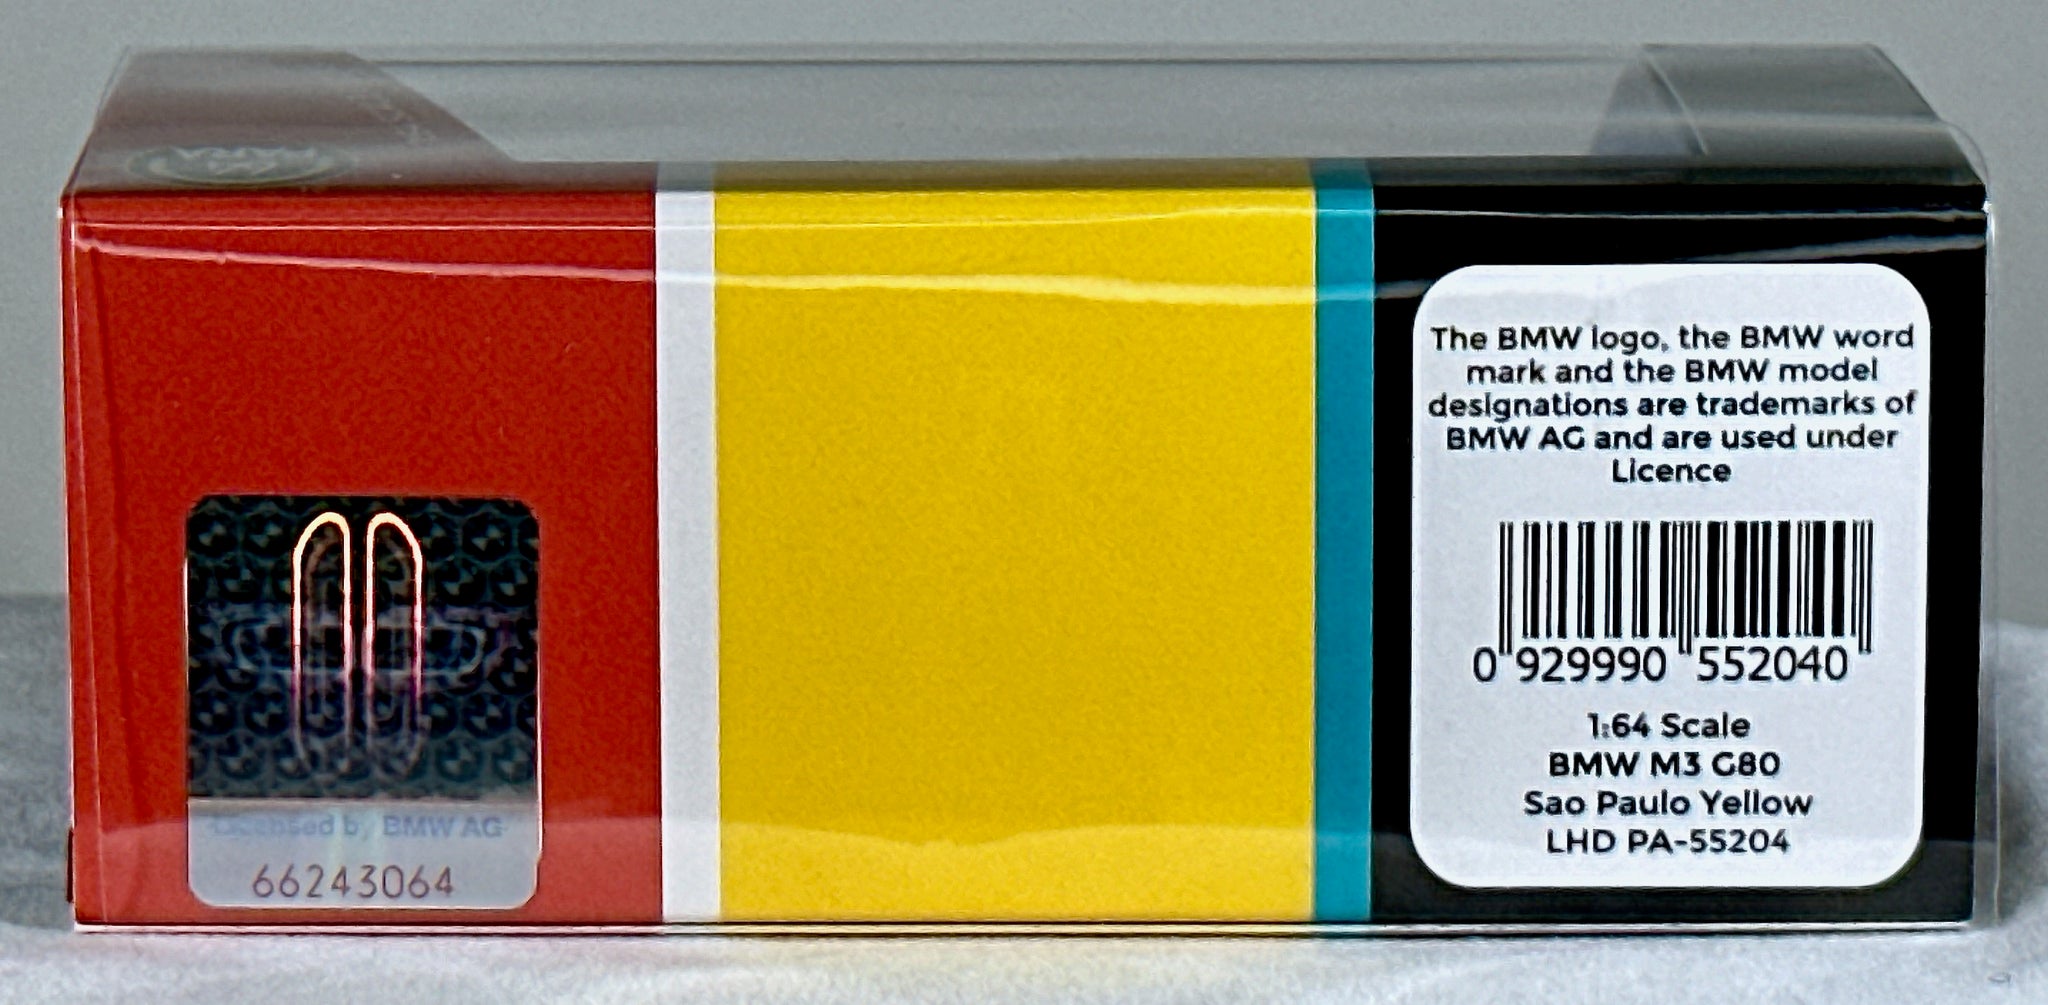 Licensed by BMW AG
66243064
The BMW logo, the BMW word
mark and the BMW model
designations are trademarks of
BMW AG and are used under
Licence
0 929990 552040
1:64 Scale
BMW M3 G80
Sao Paulo Yellow
LHD PA-55204